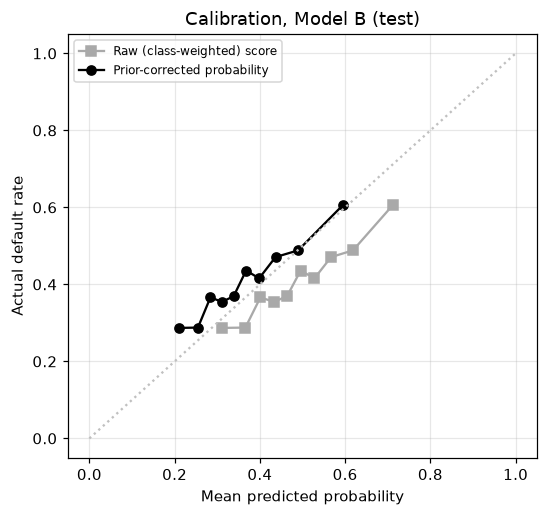 Calibration, Model B (test)
Raw (class-weighted) score
Prior-corrected probability
1.0
0.8
0.6
0.4
0.2
0.0
Actual default rate
0.0 0.2 0.4 0.6 0.8 1.0
Mean predicted probability